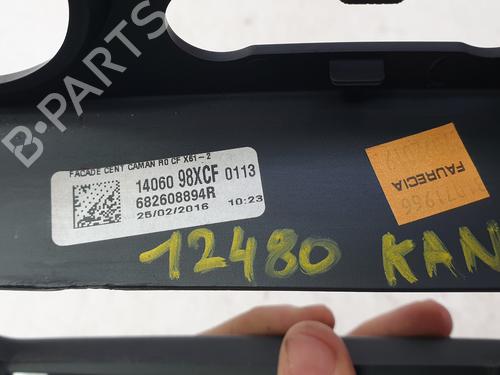 B-PARTS
FACADE CENT CAMAN R0 CF X61-2
14060 98XCF 0113
682608894R
25/02/2016 10:23
FAURECIA
12480 KAN